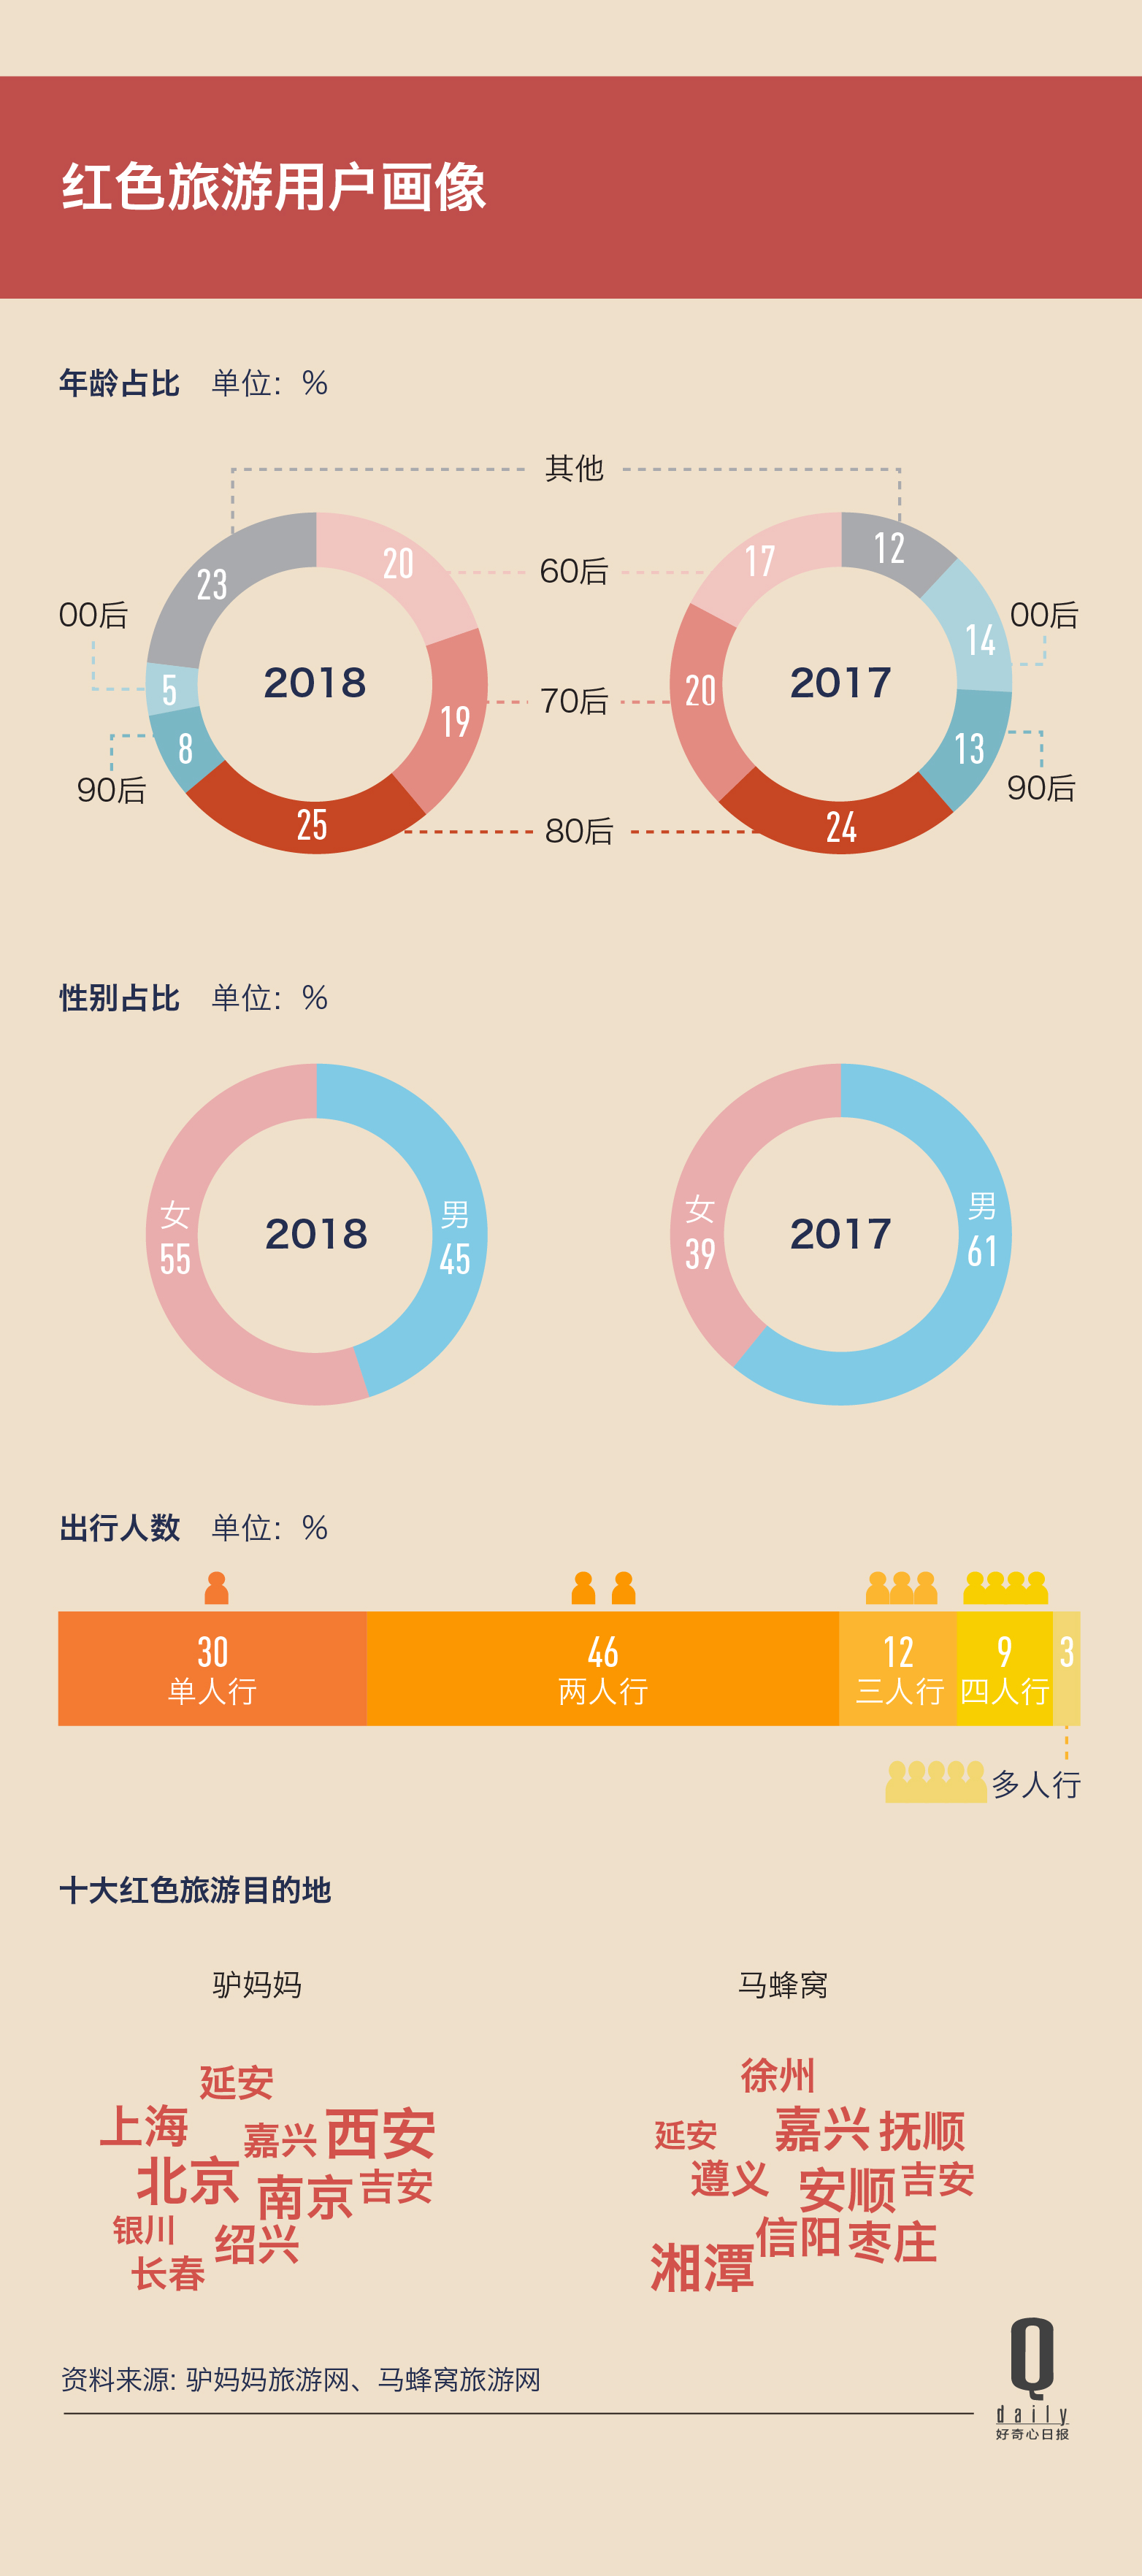 红色旅游用户画像
年龄占比 单位：%
其他
20
23
17
12
60后
00后
00后
14
5
2018
2017
20
70后
19
8
13
90后
90后
25
80后
24
性别占比 单位：%
女
55
2018
男
45
女
39
2017
男
61
出行人数 单位：%
30
单人行
46
两人行
12
三人行
9
四人行
3
多人行
十大红色旅游目的地
驴妈妈
马蜂窝
延安
上海
嘉兴
西安
北京
南京
吉安
银川
绍兴
长春
徐州
延安
嘉兴
抚顺
遵义
安顺
吉安
信阳
枣庄
湘潭
资料来源: 驴妈妈旅游网、马蜂窝旅游网
Q
daily
好奇心日报